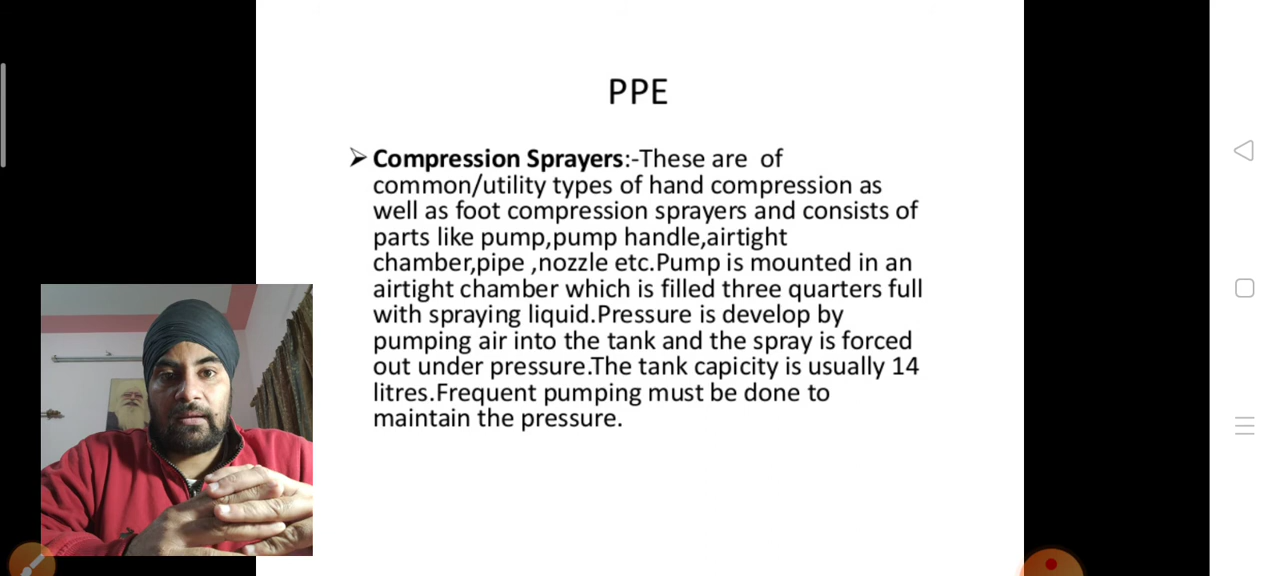 PPE
➢ Compression Sprayers:-These are of
common/utility types of hand compression as
well as foot compression sprayers and consists of
parts like pump,pump handle,airtight
chamber,pipe ,nozzle etc.Pump is mounted in an
airtight chamber which is filled three quarters full
with spraying liquid.Pressure is develop by
pumping air into the tank and the spray is forced
out under pressure.The tank capicity is usually 14
litres.Frequent pumping must be done to
maintain the pressure.